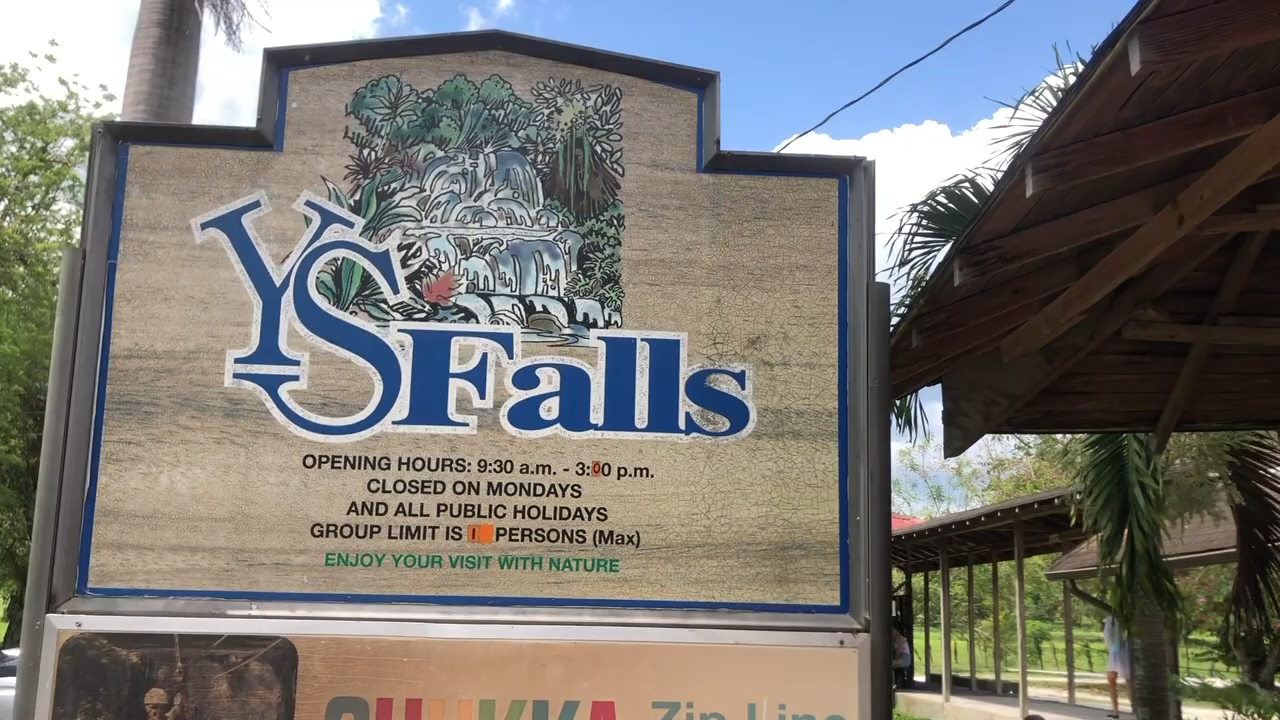 YS Falls
OPENING HOURS: 9:30 a.m. - 3:00 p.m.
CLOSED ON MONDAYS
AND ALL PUBLIC HOLIDAYS
GROUP LIMIT IS PERSONS (Max)
ENJOY YOUR VISIT WITH NATURE
CHUKKA Zip Line